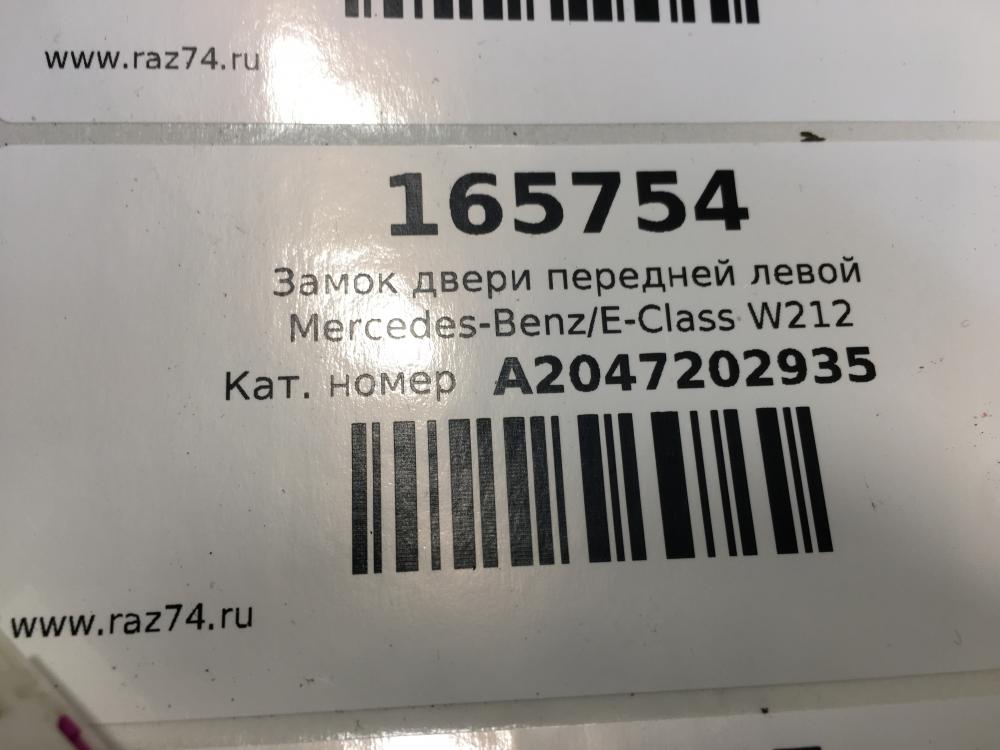 www.raz74.ru
165754
Замок двери передней левой
Mercedes-Benz/E-Class W212
Кат. номер A2047202935
www.raz74.ru